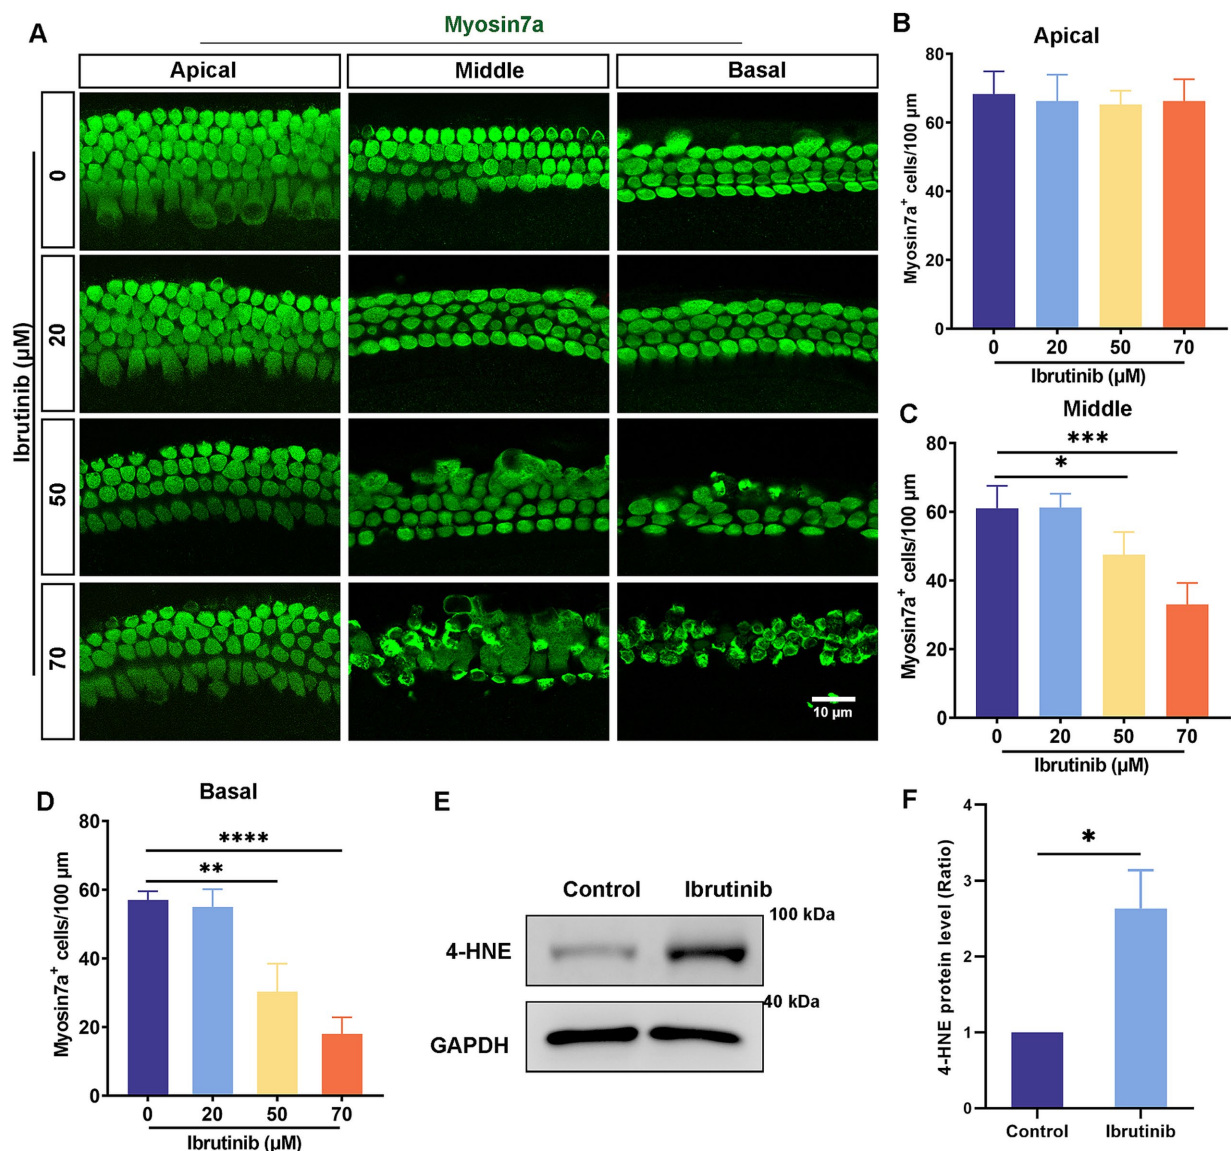 A
Myosin7a
Apical
Middle
Basal
Ibrutinib (µM)
0
20
50
70
10 µm
B
Apical
Myosin7a⁺ cells/100 µm
80
60
40
20
0
0 20 50 70
Ibrutinib (µM)
C
Middle
***
*
Myosin7a⁺ cells/100 µm
80
60
40
20
0
0 20 50 70
Ibrutinib (µM)
D
Basal
****
**
Myosin7a⁺ cells/100 µm
80
60
40
20
0
0 20 50 70
Ibrutinib (µM)
E
Control Ibrutinib
100 kDa
4-HNE
40 kDa
GAPDH
F
*
4-HNE protein level (Ratio)
4
3
2
1
0
Control Ibrutinib